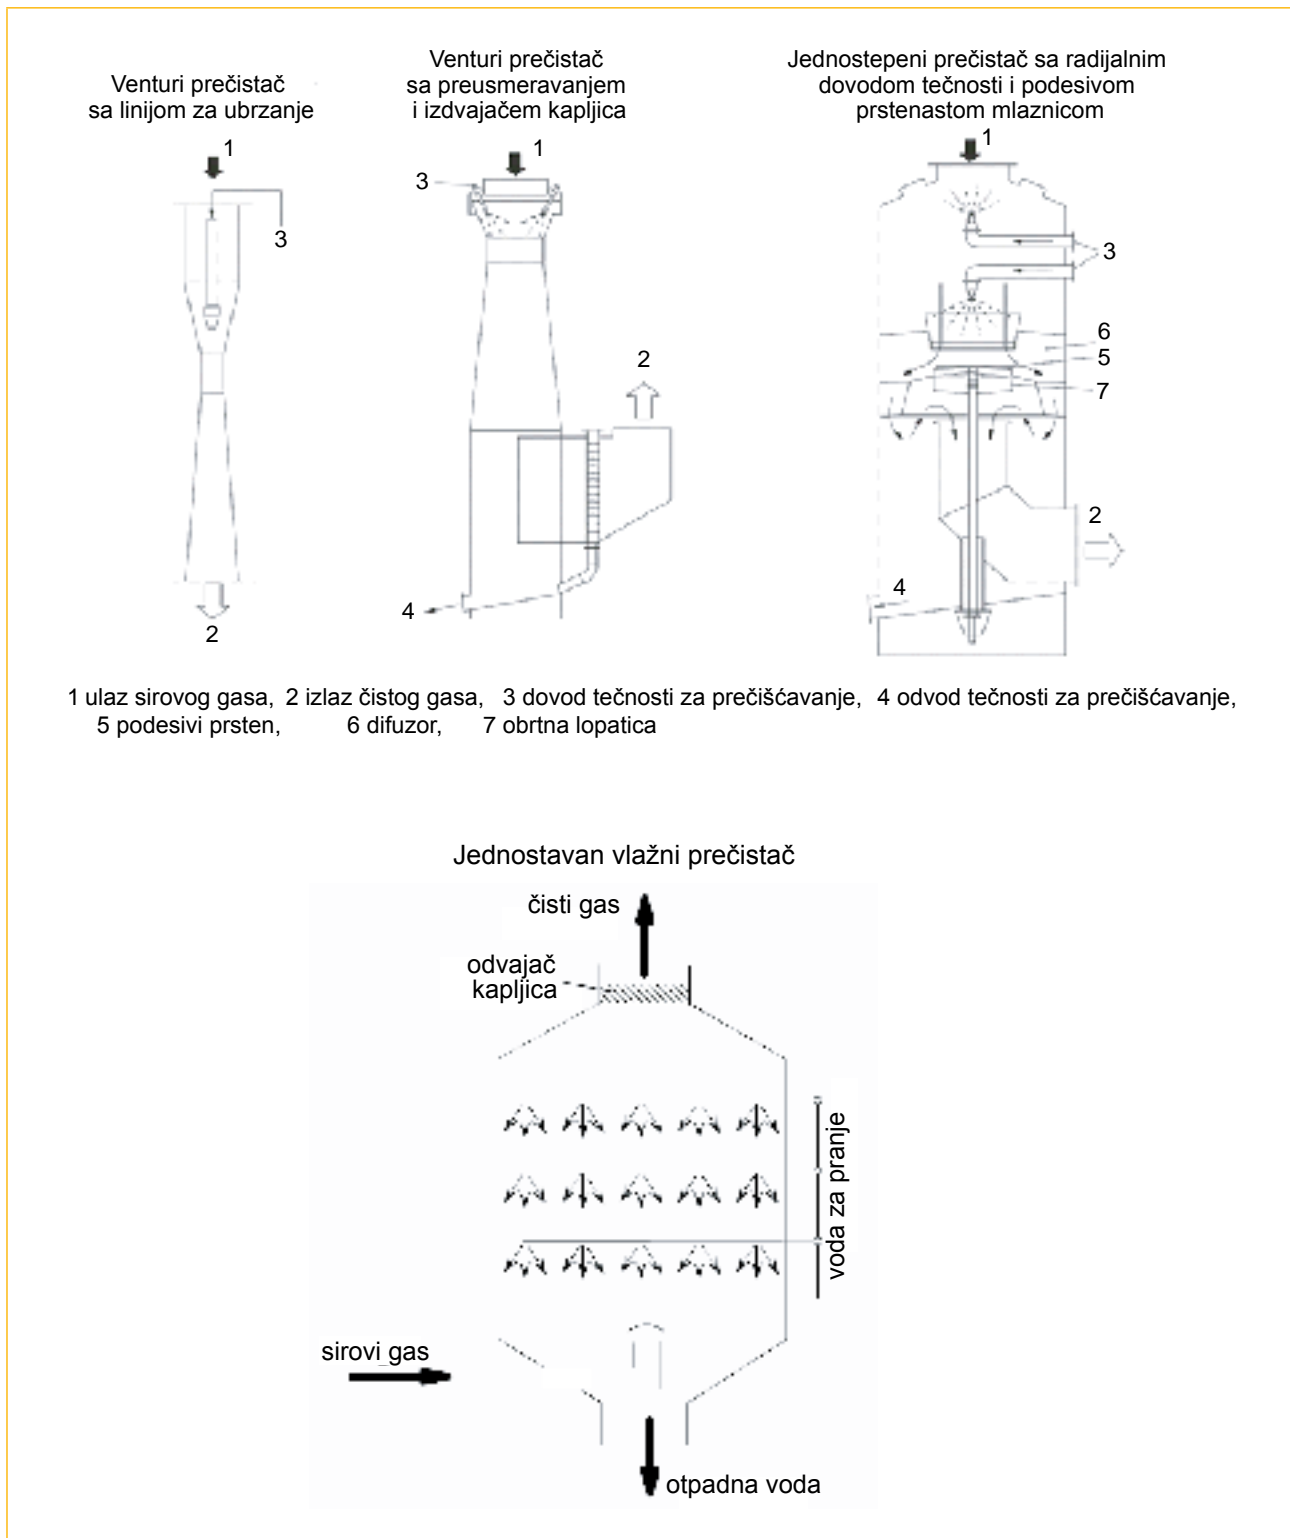 Venturi prečistač
sa linijom za ubrzanje
1
3
2
Venturi prečistač
sa preusmeravanjem
i izdvajačem kapljica
1
3
2
4
Jednostepeni prečistač sa radijalnim
dovodom tečnosti i podesivom
prstenastom mlaznicom
1
3
6
5
7
2
4
1 ulaz sirovog gasa, 2 izlaz čistog gasa, 3 dovod tečnosti za prečišćavanje, 4 odvod tečnosti za prečišćavanje,
5 podesivi prsten, 6 difuzor, 7 obrtna lopatica
Jednostavan vlažni prečistač
čisti gas
odvajač
kapljica
voda za pranje
sirovi gas
otpadna voda